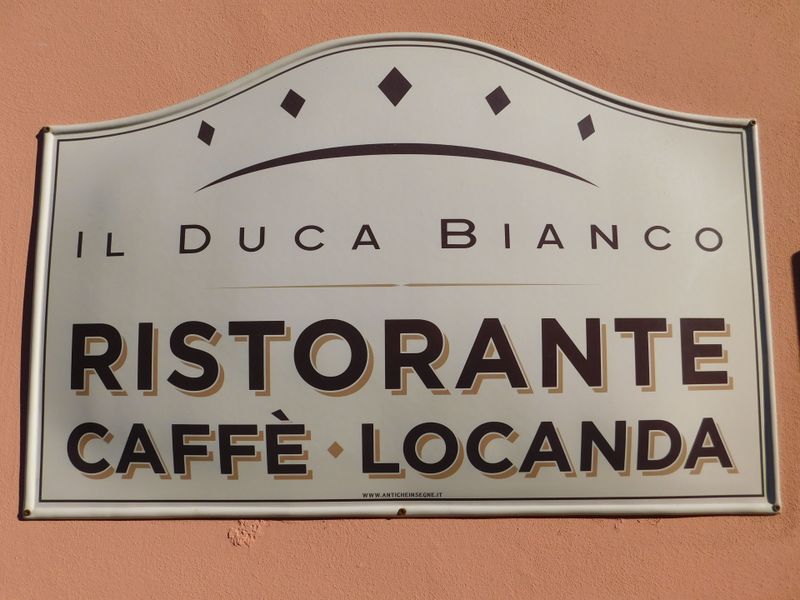 IL DUCA BIANCO
RISTORANTE
CAFFÈ · LOCANDA
WWW.ANTICHEINSEGNE.IT